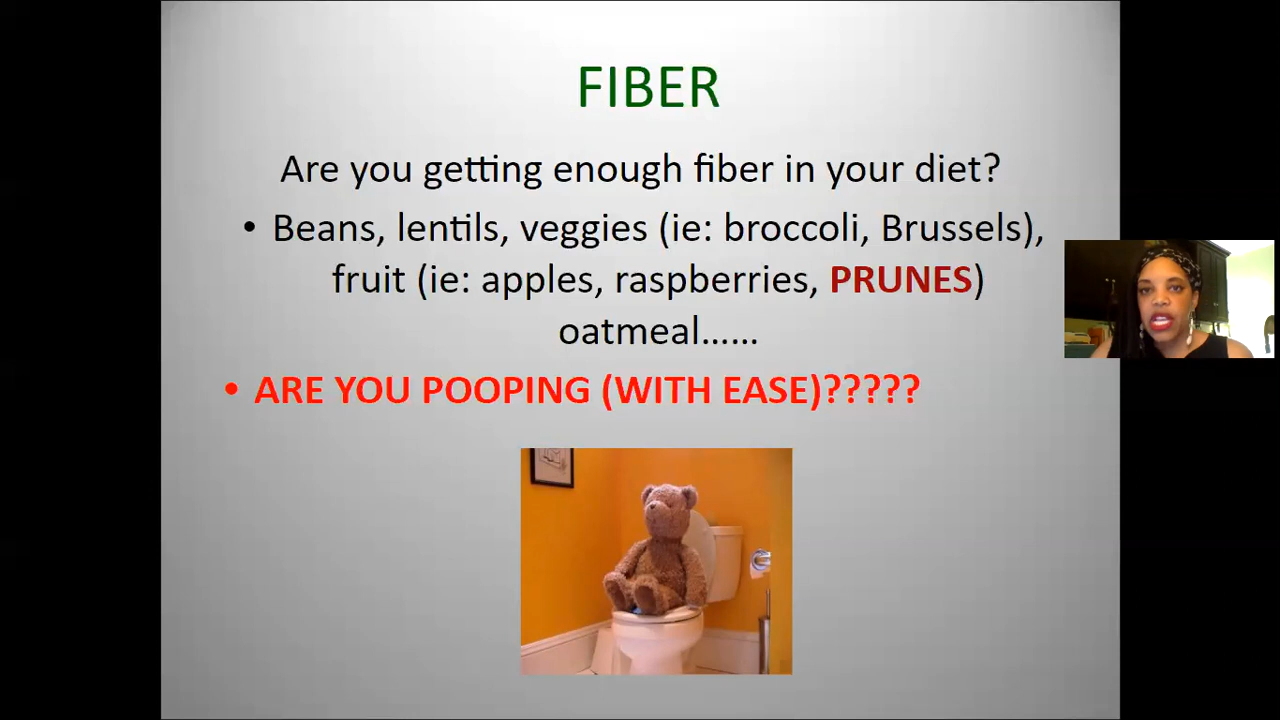 FIBER
Are you getting enough fiber in your diet?
• Beans, lentils, veggies (ie: broccoli, Brussels),
fruit (ie: apples, raspberries, PRUNES)
oatmeal……
• ARE YOU POOPING (WITH EASE)?????